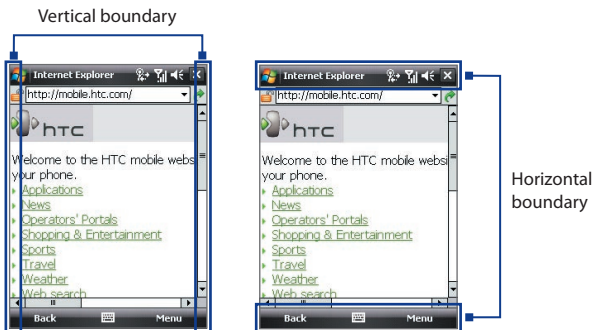 Vertical boundary
Internet Explorer
http://mobile.htc.com/
hTC
Welcome to the HTC mobile websi
your phone.
Applications
News
Operators' Portals
Shopping & Entertainment
Sports
Travel
Weather
Web search
Back Menu
Internet Explorer
http://mobile.htc.com/
hTC
Welcome to the HTC mobile websi
your phone.
Applications
News
Operators' Portals
Shopping & Entertainment
Sports
Travel
Weather
Web search
Back Menu
Horizontal
boundary